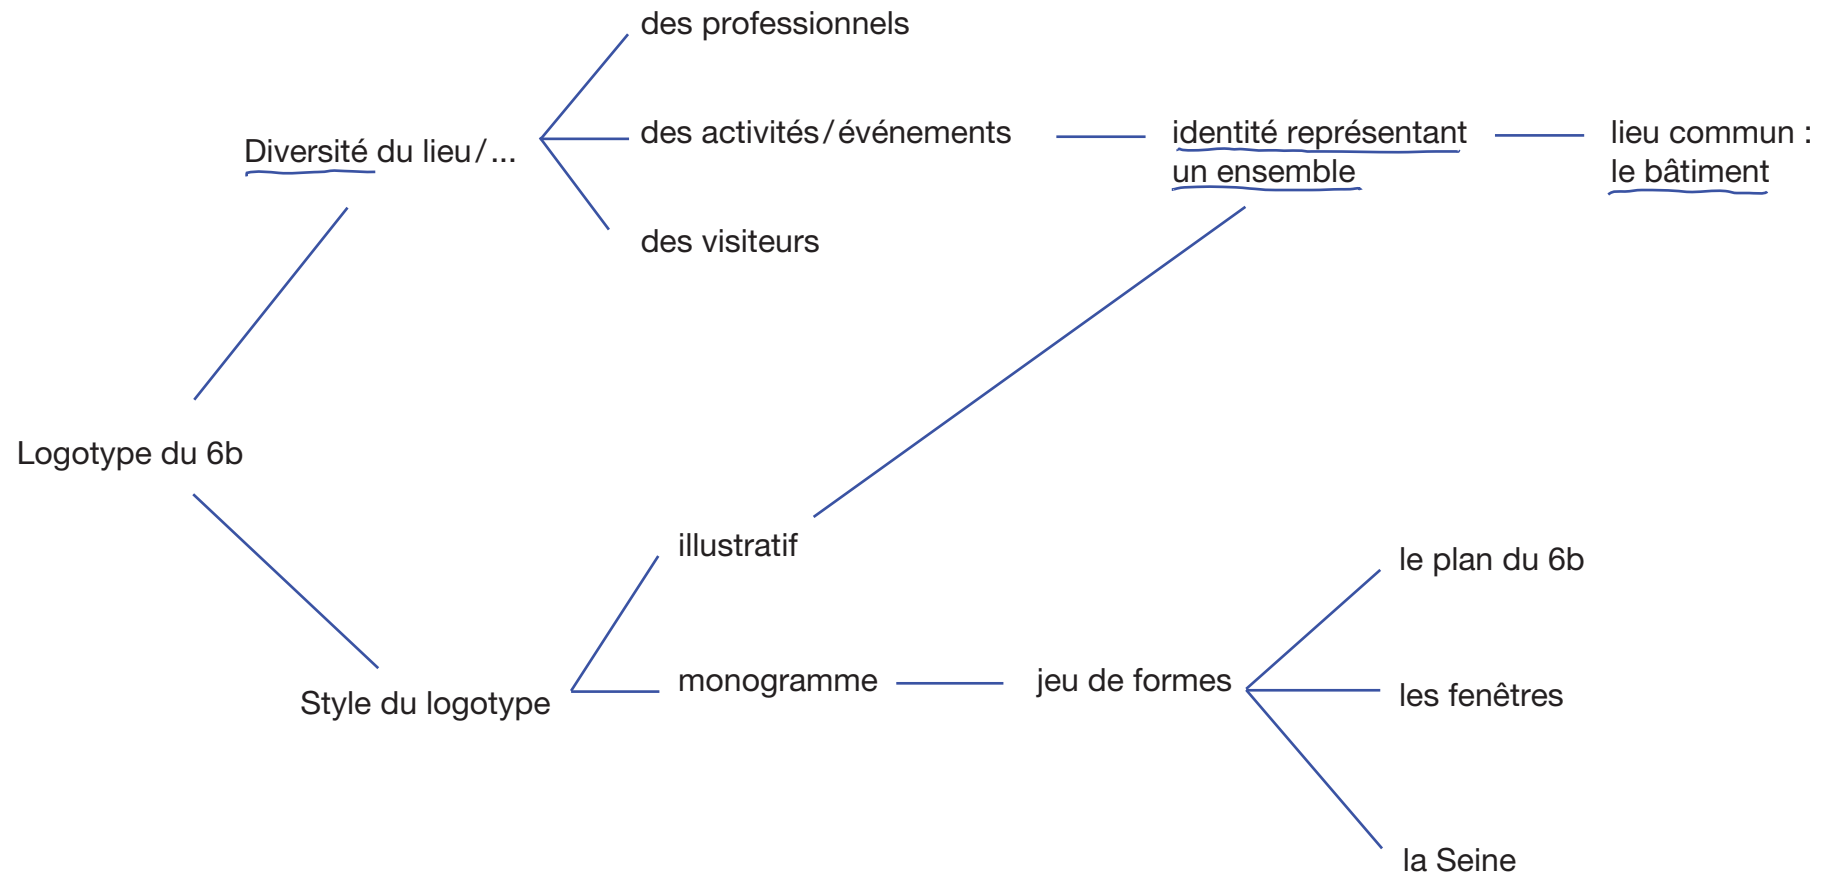 des professionnels
Diversité du lieu/...
des activités/événements
identité représentant
un ensemble
lieu commun :
le bâtiment
des visiteurs
Logotype du 6b
illustratif
le plan du 6b
Style du logotype
monogramme
jeu de formes
les fenêtres
la Seine